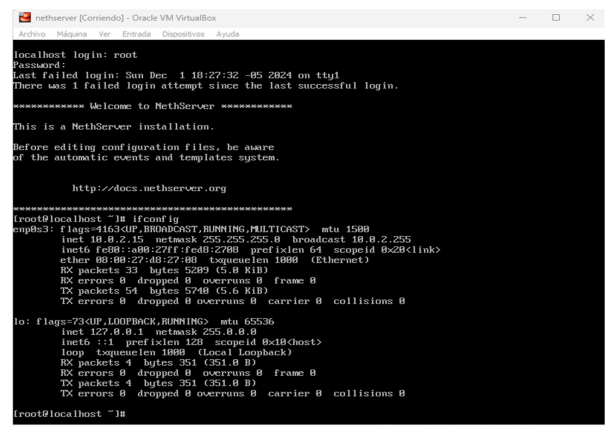 nethserver [Corriendo] - Oracle VM VirtualBox
Archivo Máquina Ver Entrada Dispositivos Ayuda
localhost login: root
Password:
Last failed login: Sun Dec  1 18:27:32 -05 2024 on tty1
There was 1 failed login attempt since the last successful login.
************ Welcome to NethServer ************
This is a NethServer installation.
Before editing configuration files, be aware
of the automatic events and templates system.
http://docs.nethserver.org
***********************************************
[root@localhost ~]# ifconfig
enp0s3: flags=4163<UP,BROADCAST,RUNNING,MULTICAST>  mtu 1500
inet 10.0.2.15  netmask 255.255.255.0  broadcast 10.0.2.255
inet6 fe80::a00:27ff:fed8:2708  prefixlen 64  scopeid 0x20<link>
ether 08:00:27:d8:27:08  txqueuelen 1000  (Ethernet)
RX packets 33  bytes 5209 (5.0 KiB)
RX errors 0  dropped 0  overruns 0  frame 0
TX packets 54  bytes 5740 (5.6 KiB)
TX errors 0  dropped 0 overruns 0  carrier 0  collisions 0
lo: flags=73<UP,LOOPBACK,RUNNING>  mtu 65536
inet 127.0.0.1  netmask 255.0.0.0
inet6 ::1  prefixlen 128  scopeid 0x10<host>
loop  txqueuelen 1000  (Local Loopback)
RX packets 4  bytes 351 (351.0 B)
RX errors 0  dropped 0  overruns 0  frame 0
TX packets 4  bytes 351 (351.0 B)
TX errors 0  dropped 0 overruns 0  carrier 0  collisions 0
[root@localhost ~]#